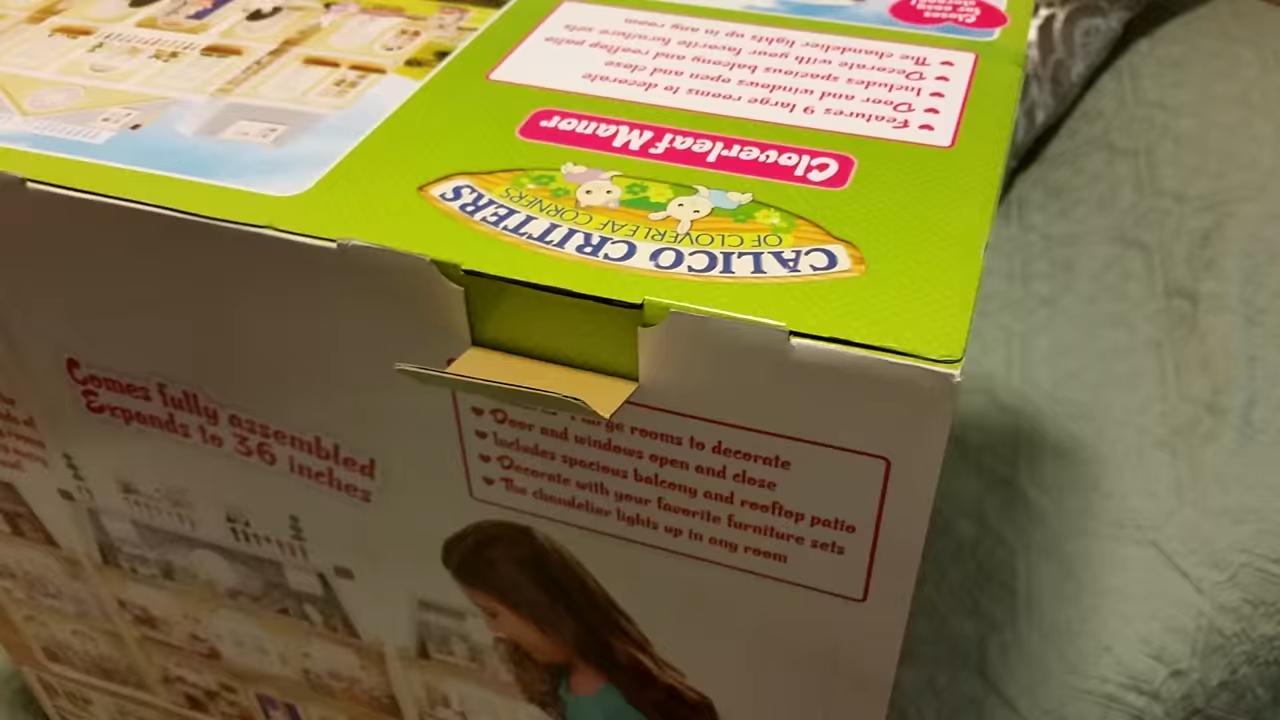 Closes
for easy
CALICO CRITTERS
OF CLOVERLEAF CORNERS
Cloverleaf Manor
Features 9 large rooms to decorate
Door and windows open and close
Includes spacious balcony and rooftop patio
Decorate with your favorite furniture sets
The chandelier lights up in any room
Comes fully assembled
Expands to 36 inches
rooms to decorate
Door and windows open and close
Includes spacious balcony and rooftop patio
Decorate with your favorite furniture sets
The chandelier lights up in any room